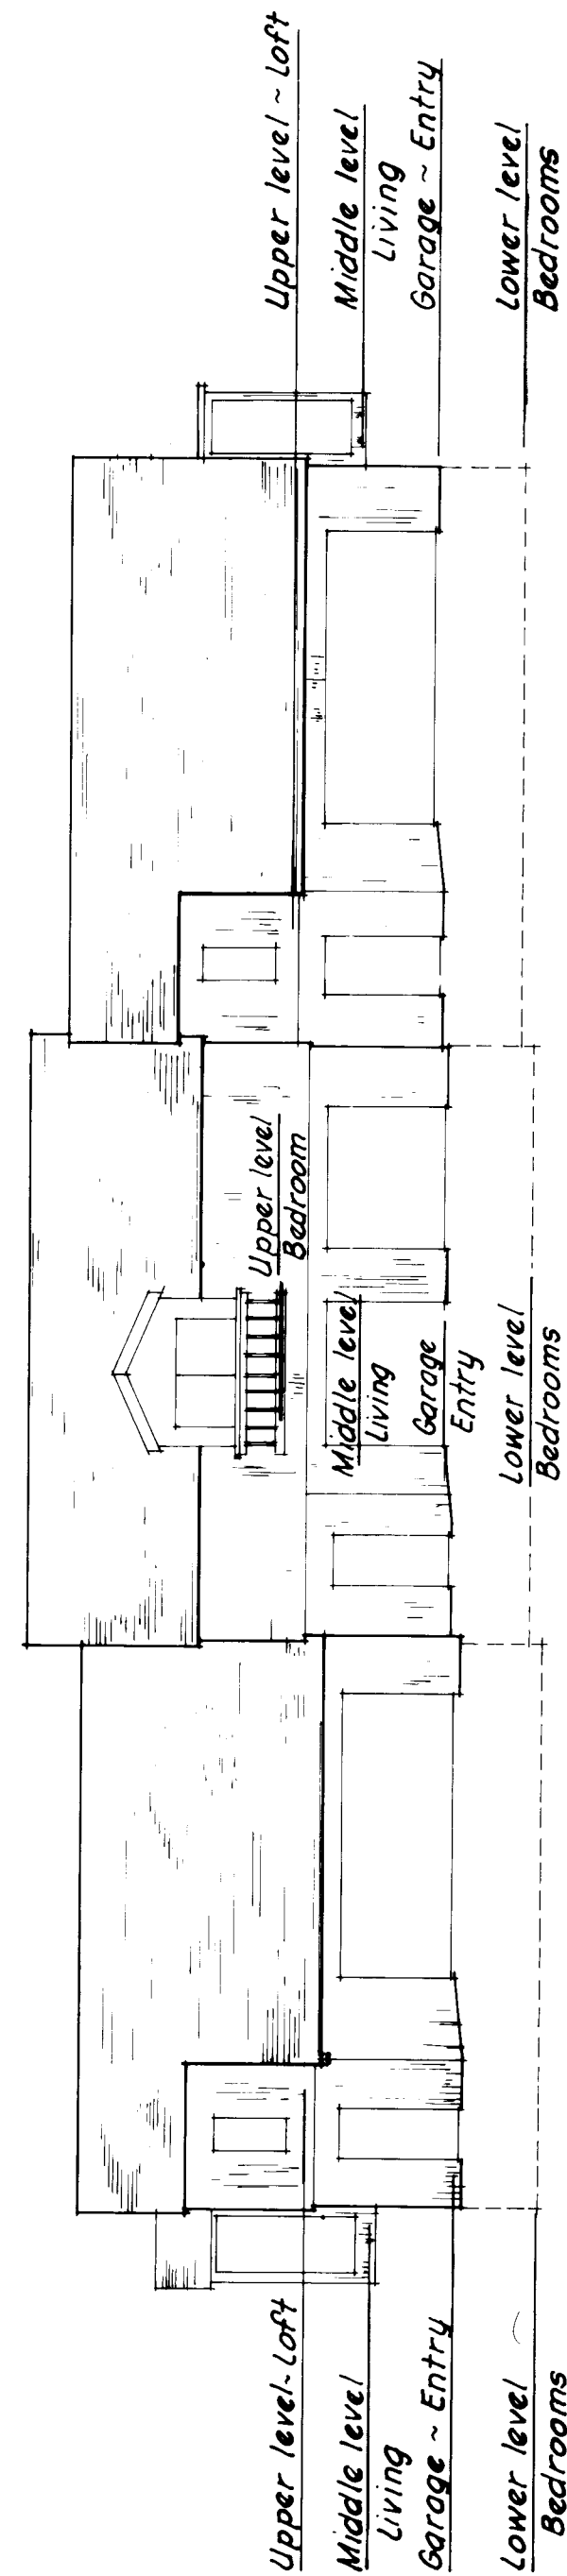 Upper level ~ Loft
Middle level
Living
Garage ~ Entry
Lower level
Bedrooms
Upper level
Bedroom
Middle level
Living
Garage
Entry
Lower level
Bedrooms
Upper level ~ Loft
Middle level
Living
Garage ~ Entry
Lower level
Bedrooms